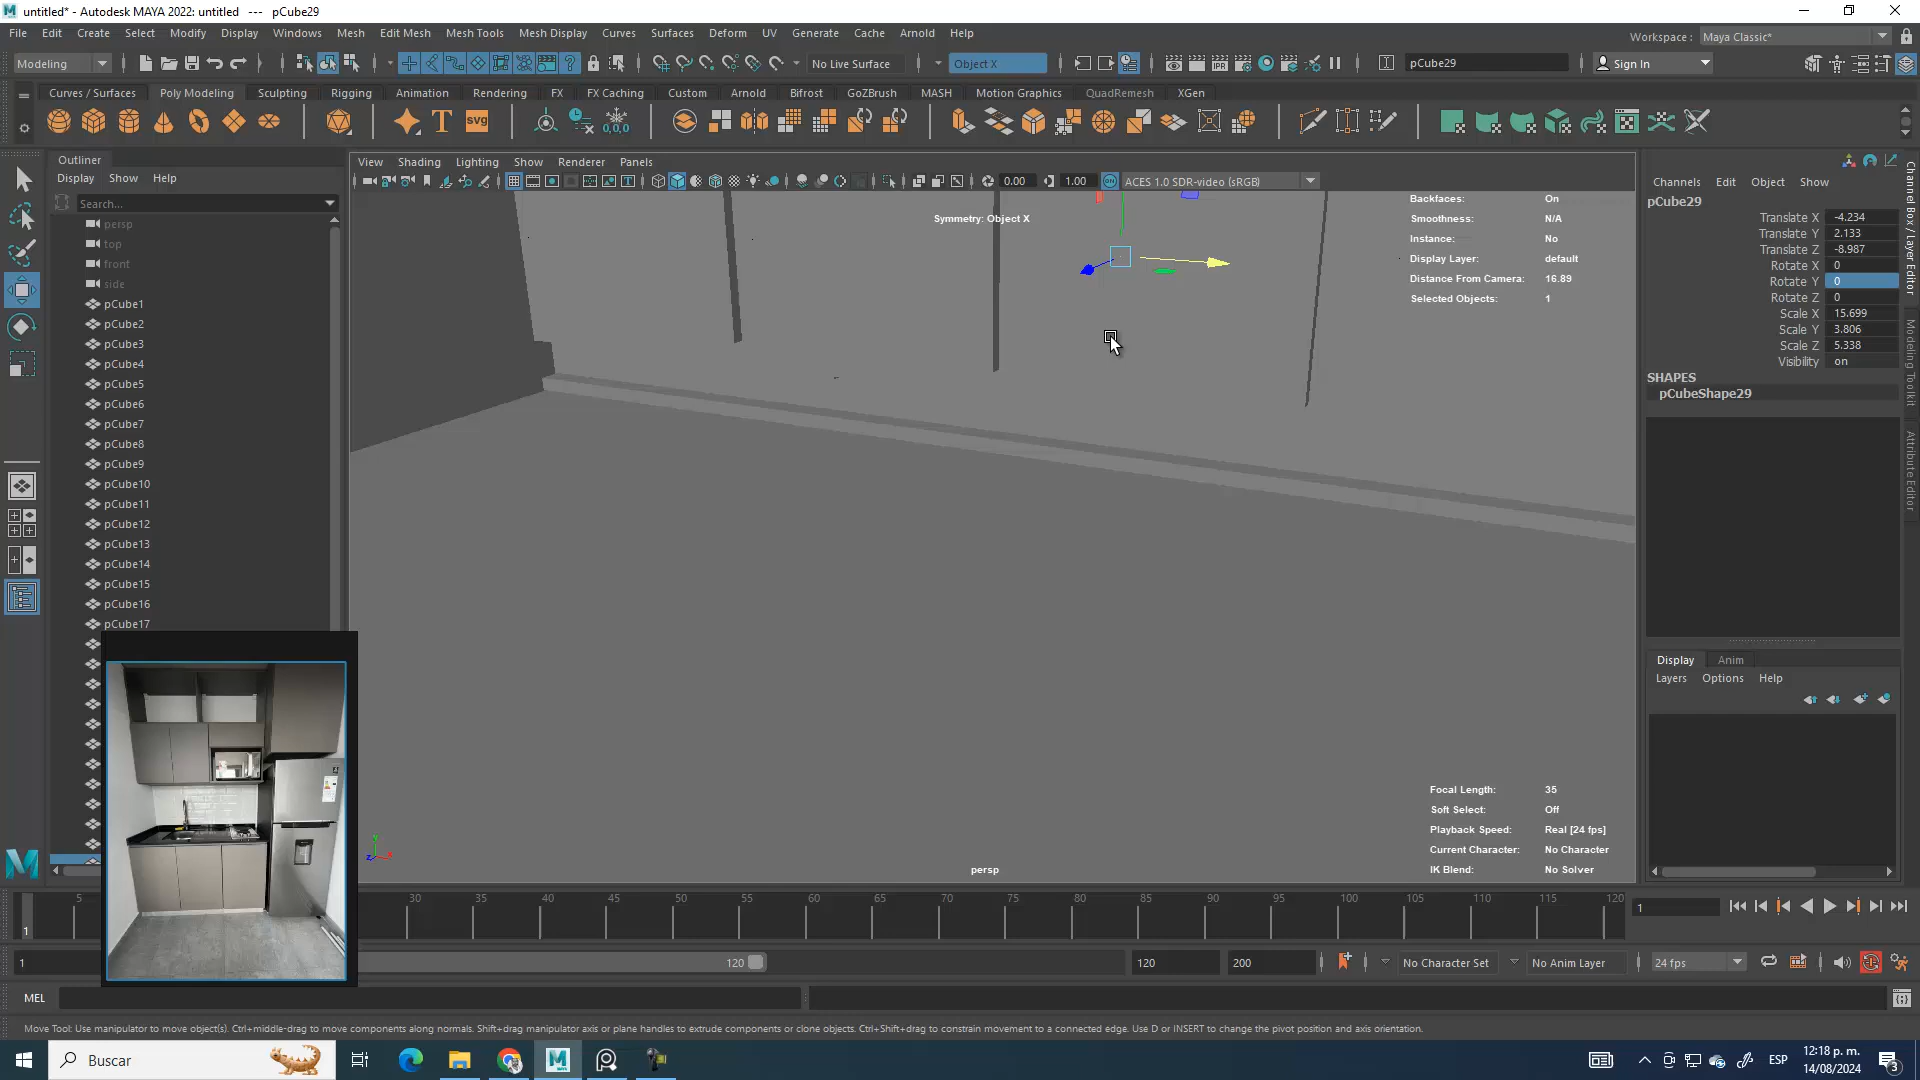 untitled* - Autodesk MAYA 2022: untitled --- pCube29
File Edit Create Select Modify Display Windows Mesh Edit Mesh Mesh Tools Mesh Display Curves Surfaces Deform UV Generate Cache Arnold Help
Workspace : Maya Classic*
Modeling No Live Surface Object X pCube29 Sign In
Curves / Surfaces Poly Modeling Sculpting Rigging Animation Rendering FX FX Caching Custom Arnold Bifrost GoZBrush MASH Motion Graphics QuadRemesh XGen
Outliner
Display Show Help
Search...
persp
top
front
side
pCube1
pCube2
pCube3
pCube4
pCube5
pCube6
pCube7
pCube8
pCube9
pCube10
pCube11
pCube12
pCube13
pCube14
pCube15
pCube16
pCube17
View Shading Lighting Show Renderer Panels
0.00 1.00 ON ACES 1.0 SDR-video (sRGB)
Symmetry: Object X
Backfaces: On
Smoothness: N/A
Instance: No
Display Layer: default
Distance From Camera: 16.89
Selected Objects: 1
Focal Length: 35
Soft Select: Off
Playback Speed: Real [24 fps]
Current Character: No Character
IK Blend: No Solver
persp
Channels Edit Object Show
pCube29
Translate X -4.234
Translate Y 2.133
Translate Z -8.987
Rotate X 0
Rotate Y 0
Rotate Z 0
Scale X 15.699
Scale Y 3.806
Scale Z 5.338
Visibility on
SHAPES
pCubeShape29
Channel Box / Layer Editor
Modeling Toolkit
Attribute Editor
Display Anim
Layers Options Help
5 30 35 40 45 50 55 60 65 70 75 80 85 90 95 100 105 110 115 120
1 1
1 120 120 200 No Character Set No Anim Layer 24 fps
MEL
Move Tool: Use manipulator to move object(s). Ctrl+middle-drag to move components along normals. Shift+drag manipulator axis or plane handles to extrude components or clone objects. Ctrl+Shift+drag to constrain movement to a connected edge. Use D or INSERT to change the pivot position and axis orientation.
Buscar
ESP
12:18 p. m.
14/08/2024
3